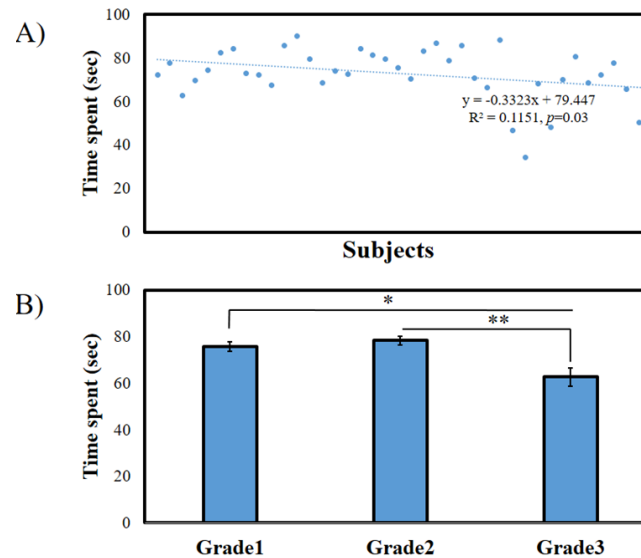 A)
Time spent (sec)
100
80
60
40
20
0
y = -0.3323x + 79.447
R² = 0.1151, p=0.03
Subjects
B)
Time spent (sec)
100
80
60
40
20
0
*
**
Grade1 Grade2 Grade3